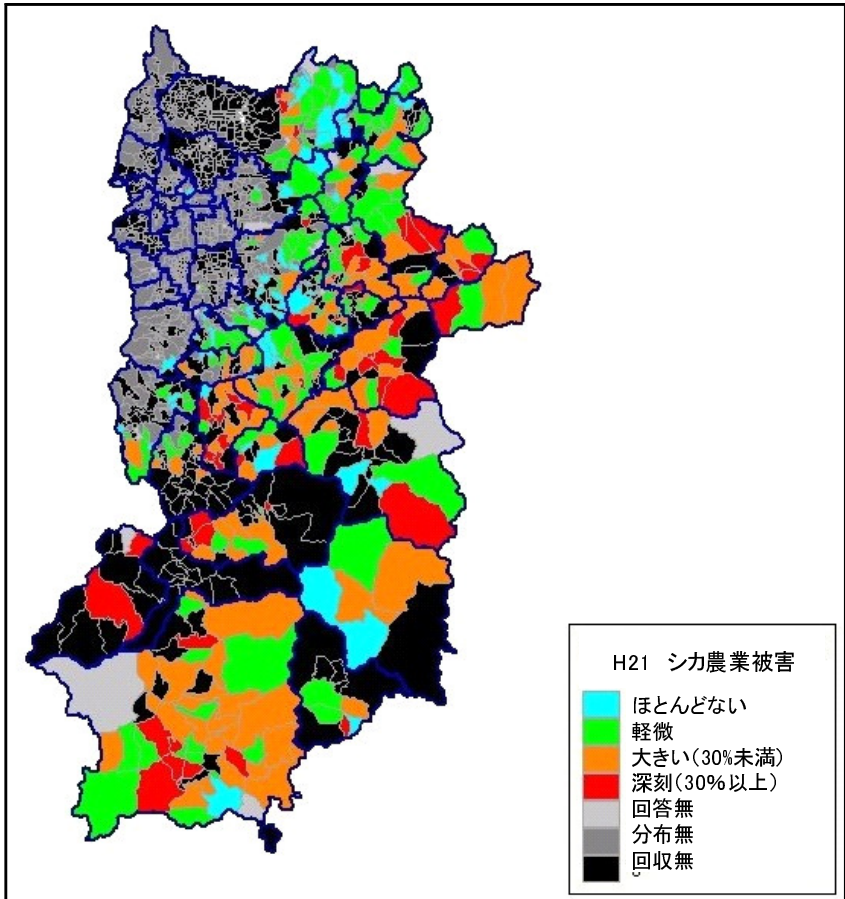 H21 シカ農業被害
ほとんどない
軽微
大きい(30%未満)
深刻(30%以上)
回答無
分布無
回収無